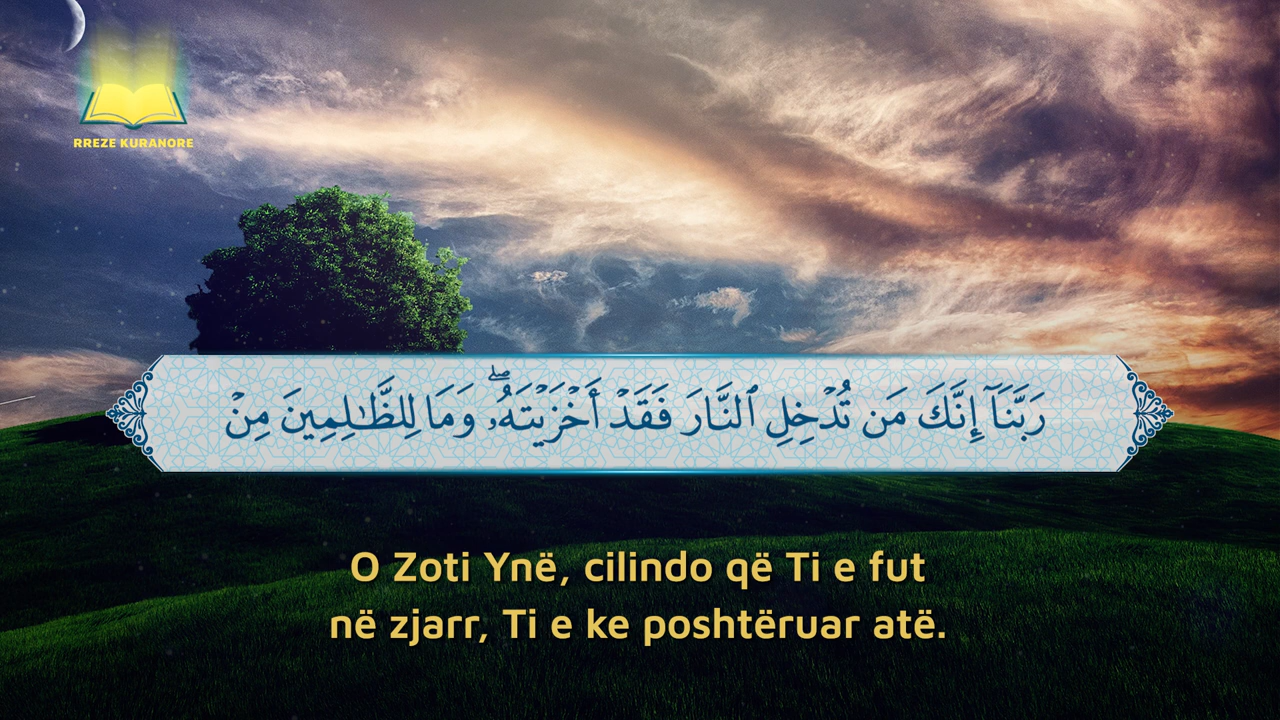 RREZE KURANORE
رَبَّنَآ إِنَّكَ مَن تُدْخِلِ ٱلنَّارَ فَقَدْ أَخْزَيْتَهُۥ ۖ وَمَا لِلظَّـٰلِمِينَ مِنْ
O Zoti Ynë, cilindo që Ti e fut
në zjarr, Ti e ke poshtëruar atë.